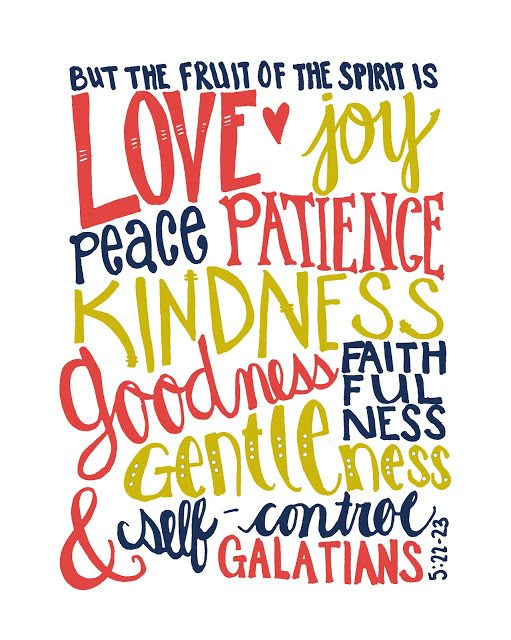 BUT THE FRUIT OF THE SPIRIT IS
LOVE joy
peace PATIENCE
KINDNESS
goodness
FAITH
FUL
NESS
Gentleness
& self-control
GALATIANS 5:22-23